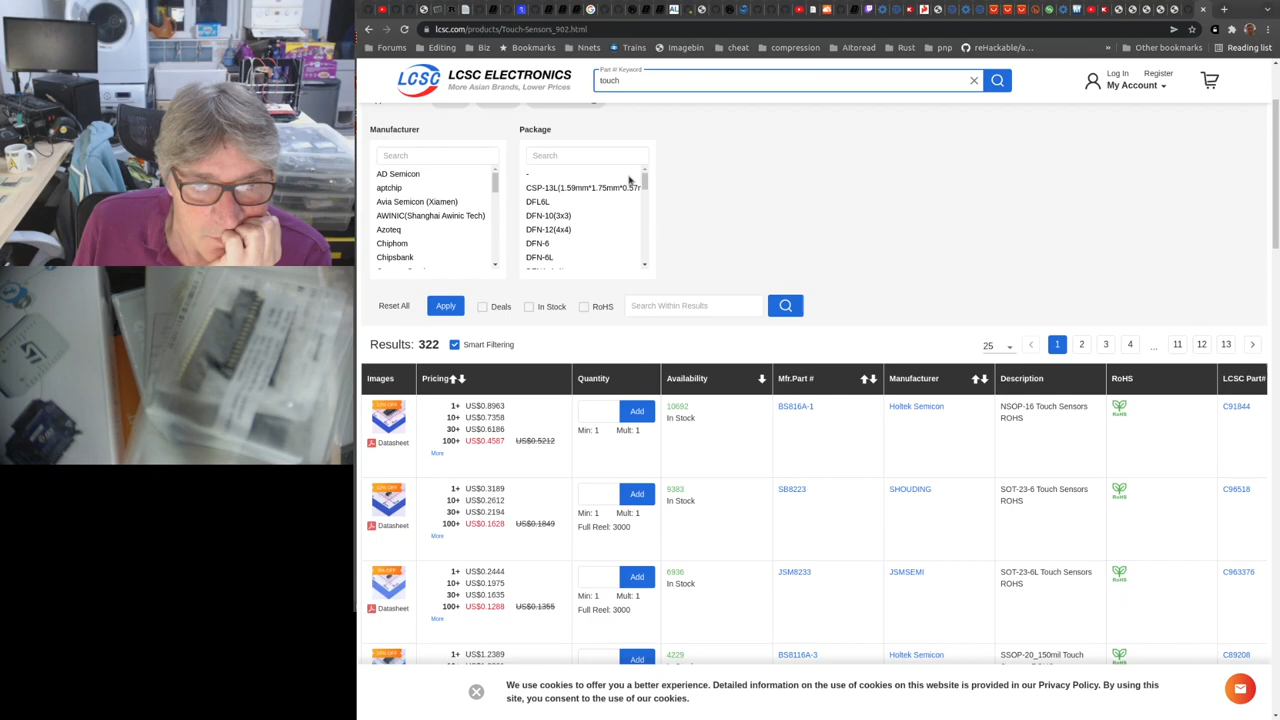 lcsc.com/products/Touch-Sensors_902.html
Forums Editing Biz Bookmarks Nnets Trains Imagebin cheat compression AItoread Rust pnp reHackable/a... » Other bookmarks Reading list
LCSC LCSC ELECTRONICS
More Asian Brands, Lower Prices
Part #/ Keyword
touch
Log In Register
My Account
Manufacturer Package
Search Search
AD Semicon -
aptchip CSP-13L(1.59mm*1.75mm*0.57r
Avia Semicon (Xiamen) DFL6L
AWINIC(Shanghai Awinic Tech) DFN-10(3x3)
Azoteq DFN-12(4x4)
Chiphom DFN-6
Chipsbank DFN-6L
Reset All Apply Deals In Stock RoHS Search Within Results
Results: 322 Smart Filtering 25 1 2 3 4 ... 11 12 13
Images Pricing Quantity Availability Mfr.Part # Manufacturer Description RoHS LCSC Part#
1+ US$0.8963 Add 10692 BS816A-1 Holtek Semicon NSOP-16 Touch Sensors C91844
10+ US$0.7358 In Stock ROHS RoHS
30+ US$0.6186 Min: 1 Mult: 1
Datasheet 100+ US$0.4587 US$0.5212
More
1+ US$0.3189 Add 9383 SB8223 SHOUDING SOT-23-6 Touch Sensors C96518
10+ US$0.2612 In Stock ROHS RoHS
30+ US$0.2194 Min: 1 Mult: 1
Datasheet 100+ US$0.1628 US$0.1849 Full Reel: 3000
More
1+ US$0.2444 Add 6936 JSM8233 JSMSEMI SOT-23-6L Touch Sensors C963376
10+ US$0.1975 In Stock ROHS RoHS
30+ US$0.1635 Min: 1 Mult: 1
Datasheet 100+ US$0.1288 US$0.1355 Full Reel: 3000
More
1+ US$1.2389 Add 4229 BS8116A-3 Holtek Semicon SSOP-20_150mil Touch C89208
We use cookies to offer you a better experience. Detailed information on the use of cookies on this website is provided in our Privacy Policy. By using this
site, you consent to the use of our cookies.